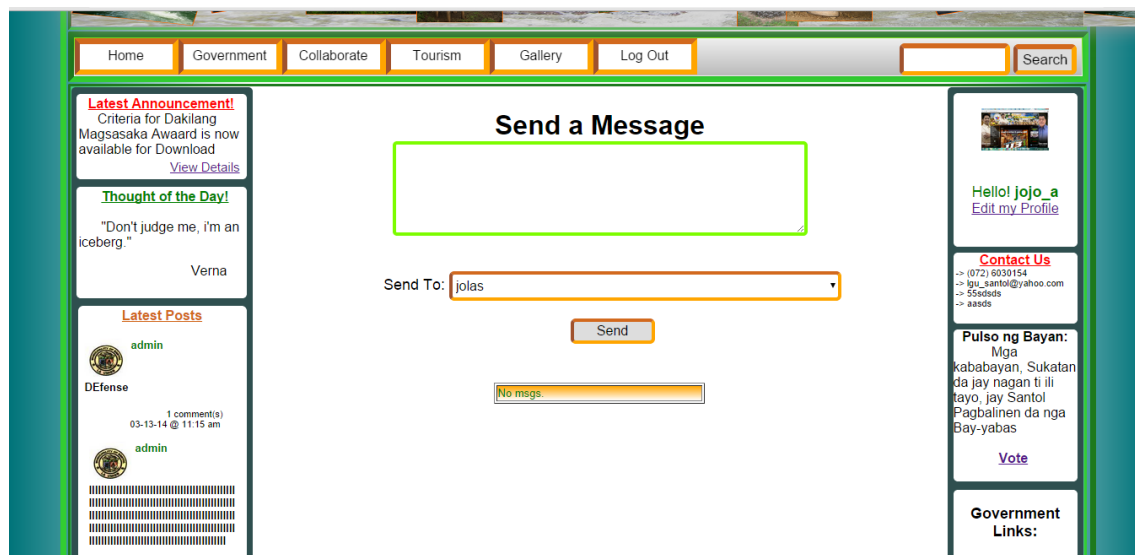 Home Government Collaborate Tourism Gallery Log Out Search
Latest Announcement!
Criteria for Dakilang
Magsasaka Awaard is now
available for Download
View Details
Thought of the Day!
"Don't judge me, i'm an
iceberg."
Verna
Latest Posts
admin
DEfense
1 comment(s)
03-13-14 @ 11:15 am
admin
Send a Message
Send To: jolas
Send
No msgs.
Hello! jojo_a
Edit my Profile
Contact Us
-> (072) 6030154
-> lgu_santol@yahoo.com
-> 55sdsds
-> aasds
Pulso ng Bayan:
Mga
kababayan, Sukatan
da jay nagan ti ili
tayo, jay Santol
Pagbalinen da nga
Bay-yabas
Vote
Government
Links: